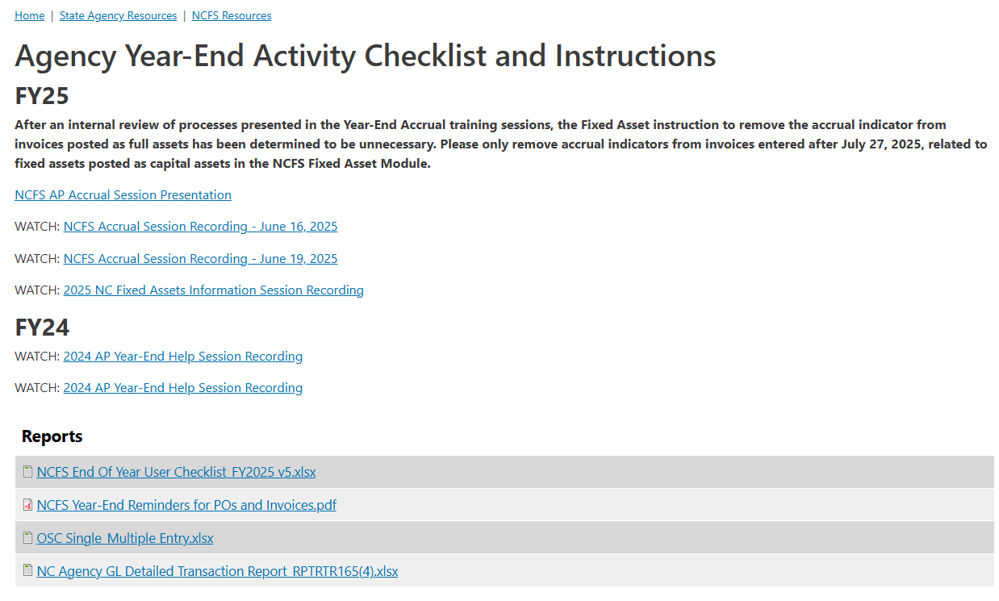 Home | State Agency Resources | NCFS Resources
Agency Year-End Activity Checklist and Instructions
FY25
After an internal review of processes presented in the Year-End Accrual training sessions, the Fixed Asset instruction to remove the accrual indicator from
invoices posted as full assets has been determined to be unnecessary. Please only remove accrual indicators from invoices entered after July 27, 2025, related to
fixed assets posted as capital assets in the NCFS Fixed Asset Module.
NCFS AP Accrual Session Presentation
WATCH: NCFS Accrual Session Recording - June 16, 2025
WATCH: NCFS Accrual Session Recording - June 19, 2025
WATCH: 2025 NC Fixed Assets Information Session Recording
FY24
WATCH: 2024 AP Year-End Help Session Recording
WATCH: 2024 AP Year-End Help Session Recording
Reports
NCFS End Of Year User Checklist_FY2025 v5.xlsx
NCFS Year-End Reminders for POs and Invoices.pdf
OSC Single_Multiple Entry.xlsx
NC Agency GL Detailed Transaction Report_RPTRTR165(4).xlsx